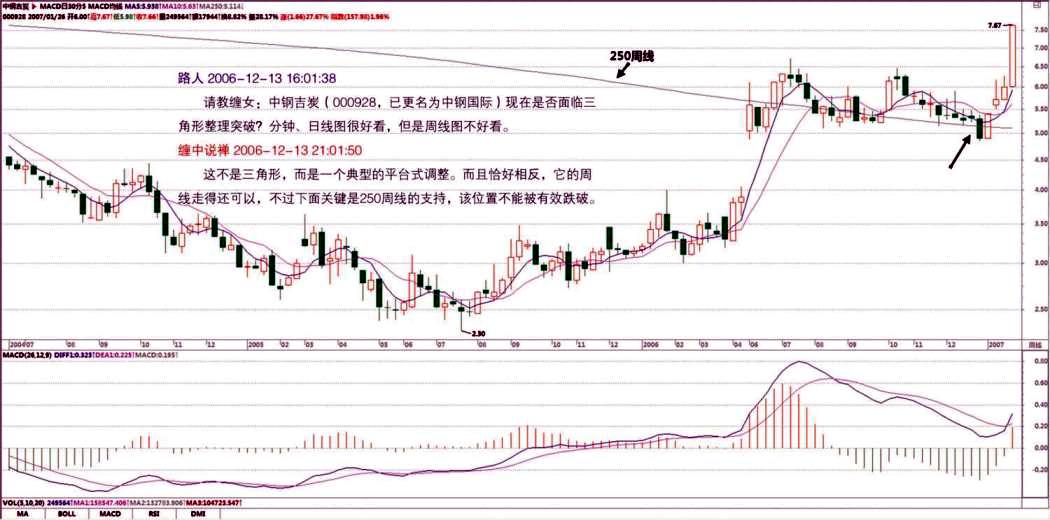 中钢吉炭 ▶ MACD日30分5 MACD均线 MA5:5.938↑MA10:5.63↑MA250:5.114↓
000928 2007/01/26 开6.00↑高7.67↑低5.98↑收7.66↑量249564↑额17944↑换8.62% 振28.17% 涨(1.66)27.67% 指数(157.98)1.96%
7.67
250周线
路人 2006-12-13 16:01:38
请教缠女：中钢吉炭（000928，已更名为中钢国际）现在是否面临三
角形整理突破？分钟、日线图很好看，但是周线图不好看。
缠中说禅 2006-12-13 21:01:50
这不是三角形，而是一个典型的平台式调整。而且恰好相反，它的周
线走得还可以，不过下面关键是250周线的支持，该位置不能被有效跌破。
7.50
7.00
6.50
6.00
5.50
5.00
4.50
4.00
3.50
3.00
2.50
2.30
2004/07 08 09 10 11 12 2005 02 03 04 05 06 07 08 09 10 11 12 2006 02 03 04 05 06 07 08 09 10 11 12 2007 周线
MACD(26,12,9) DIFF1:0.323↑DEA1:0.225↑MACD:0.195↑
0.80
0.60
0.40
0.20
0.00
-0.20
VOL(5,10,20) 249564↑MA1:158547.406↑MA2:132703.906↑MA3:104723.547↑
MA BOLL MACD RSI DMI